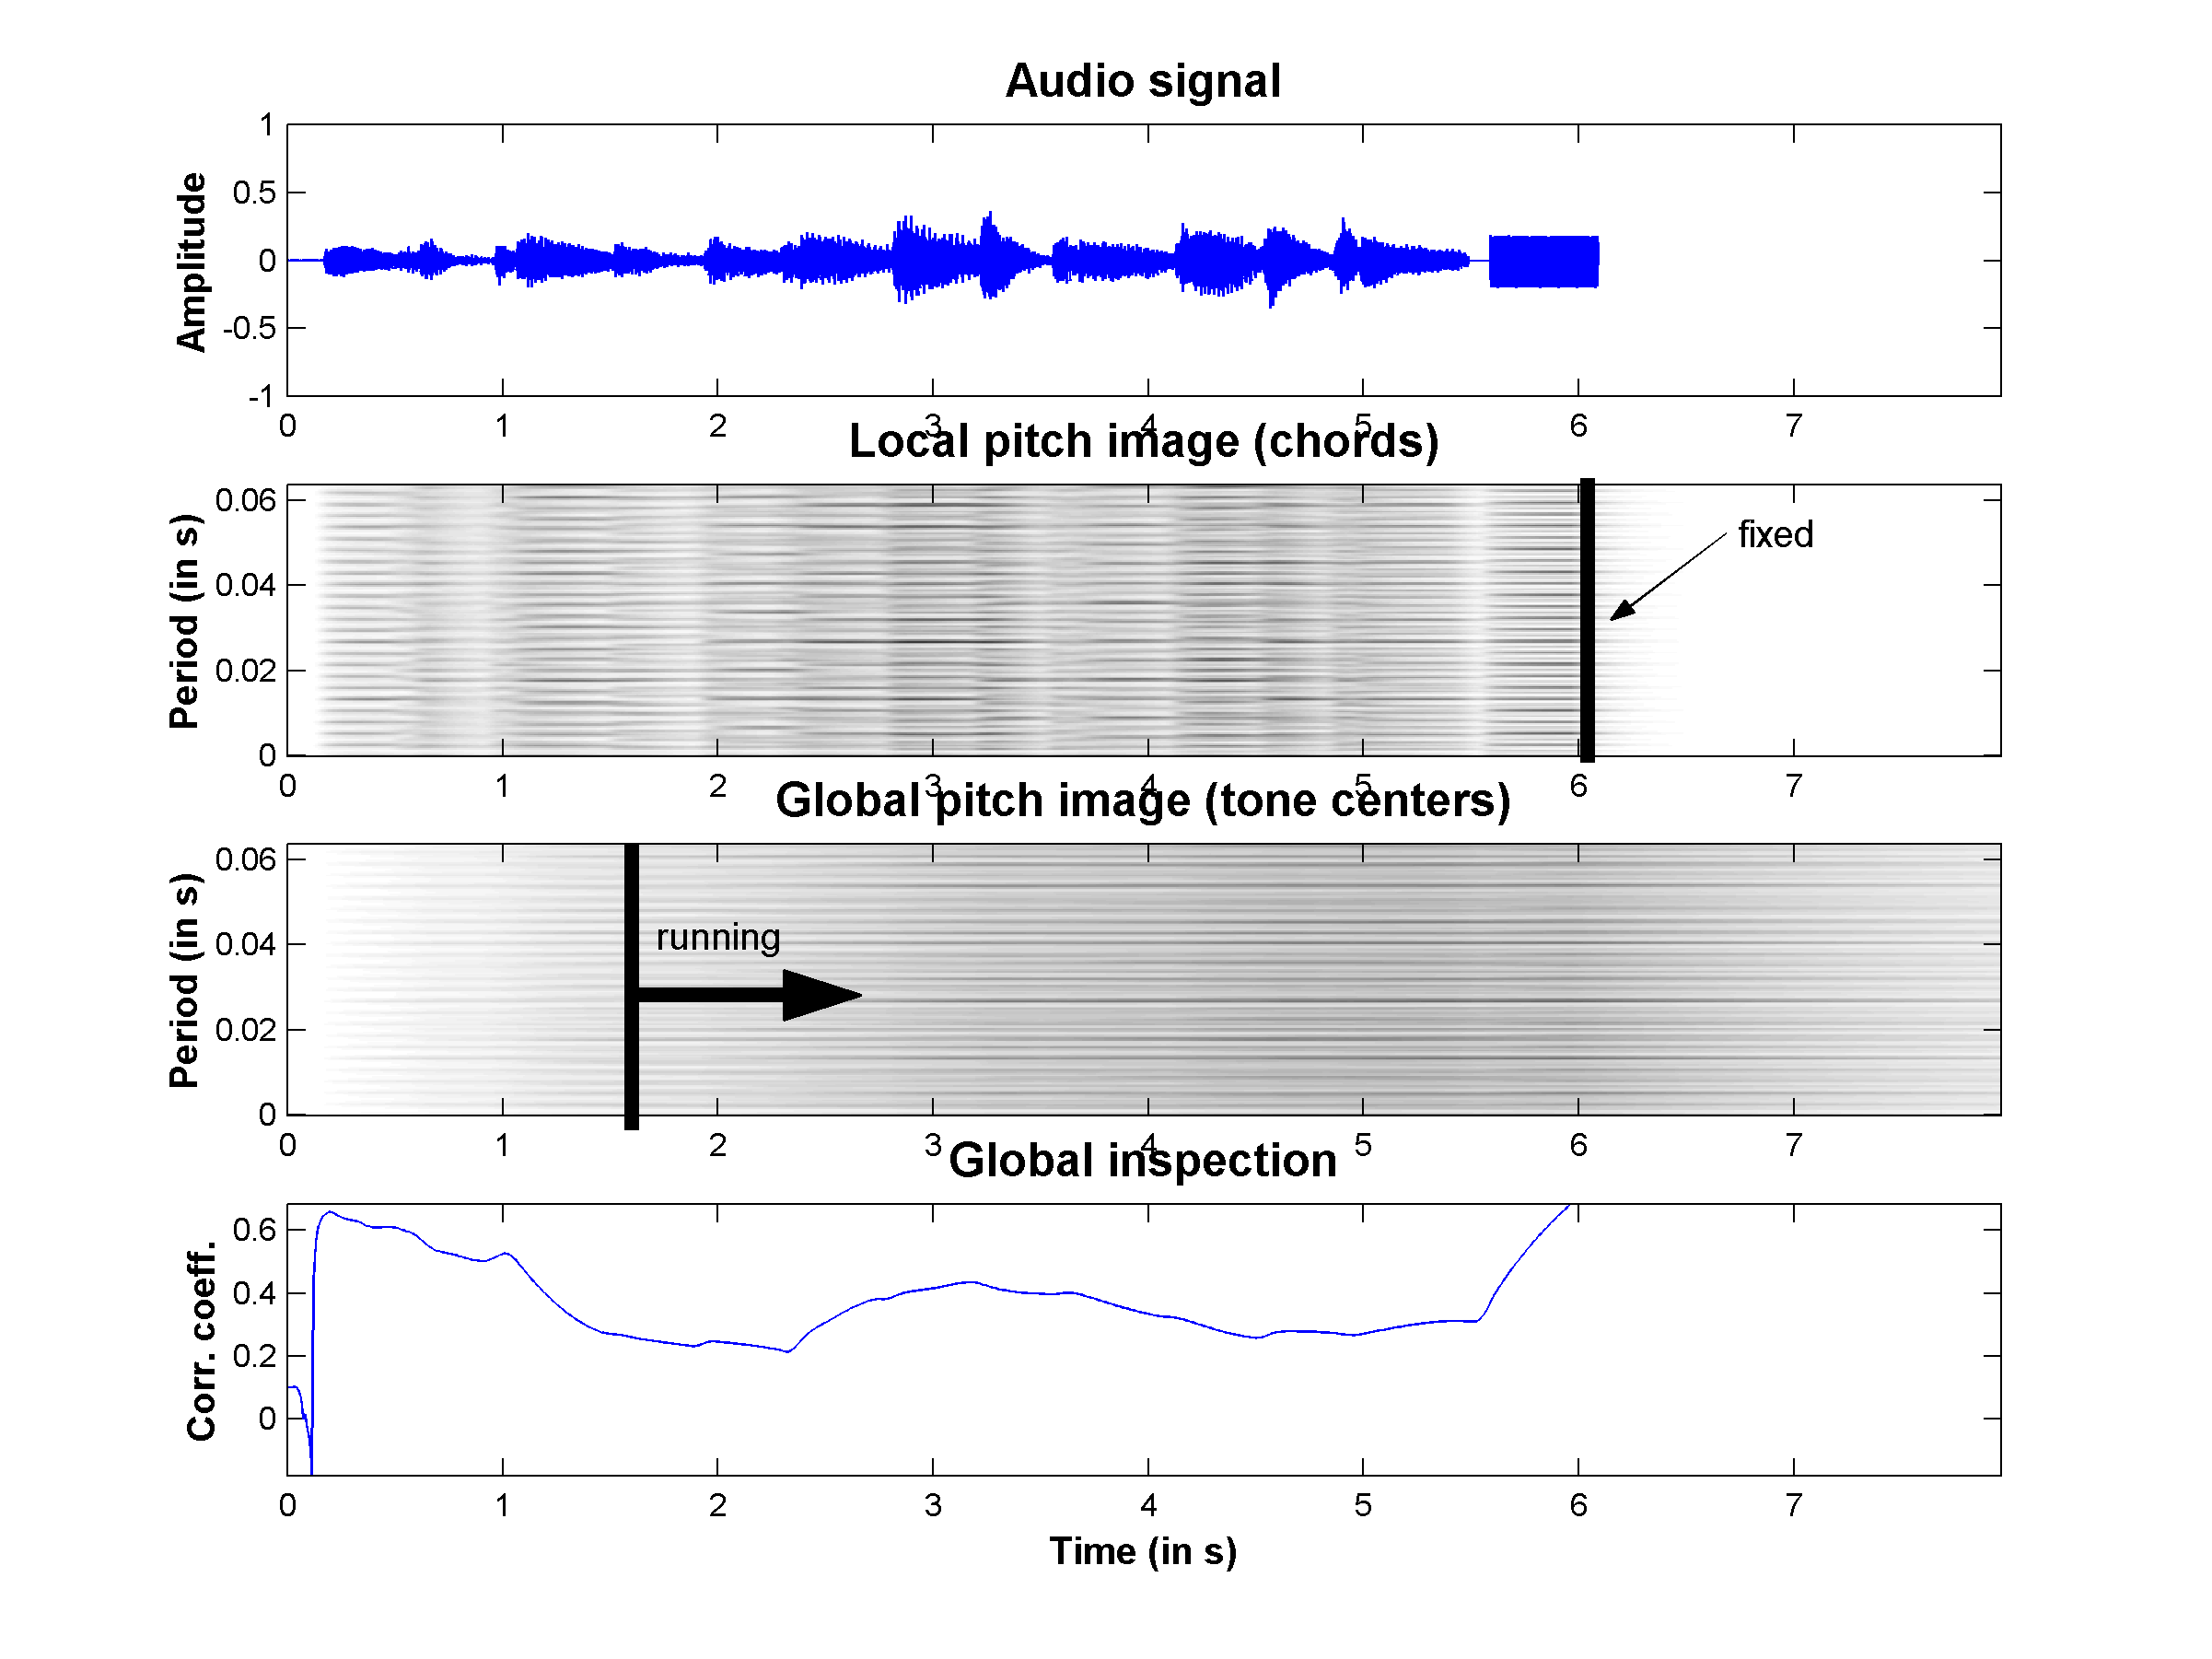 Audio signal
1
0.5
0
-0.5
-1
Amplitude
0 1 2 3 4 5 6 7
Local pitch image (chords)
0.06
0.04
0.02
0
Period (in s)
fixed
0 1 2 3 4 5 6 7
Global pitch image (tone centers)
0.06
0.04
0.02
0
Period (in s)
running
0 1 2 3 4 5 6 7
Global inspection
0.6
0.4
0.2
0
Corr. coeff.
0 1 2 3 4 5 6 7
Time (in s)